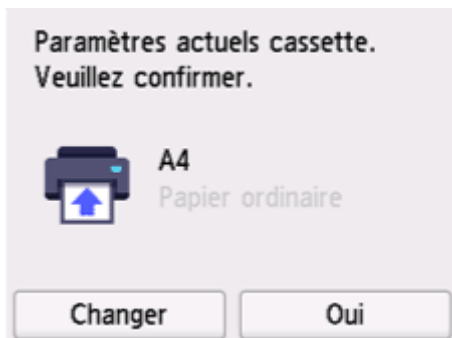 Paramètres actuels cassette.
Veuillez confirmer.
A4
Papier ordinaire
Changer
Oui